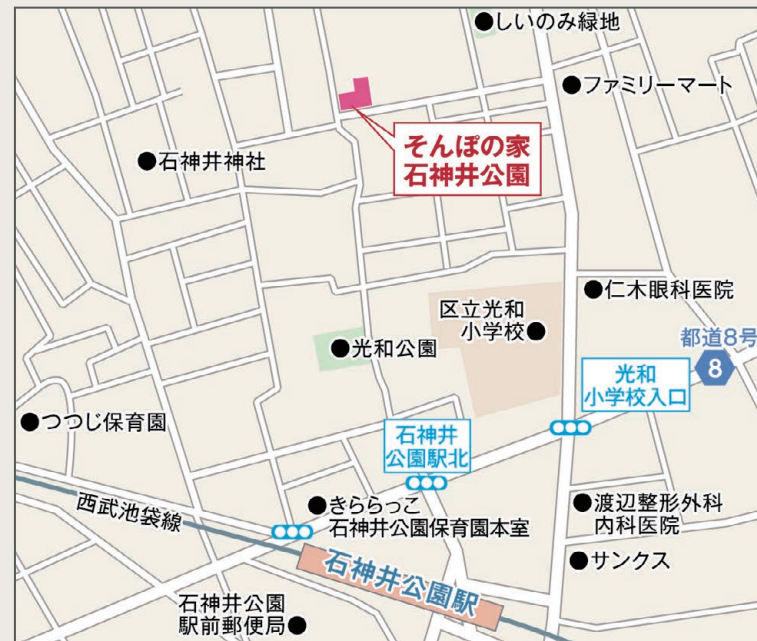 しいのみ緑地
ファミリーマート
そんぽの家
石神井公園
石神井神社
仁木眼科医院
区立光和
小学校
都道8号
8
光和公園
光和
小学校入口
つつじ保育園
石神井
公園駅北
きららっこ
石神井公園保育園本室
渡辺整形外科
内科医院
西武池袋線
サンクス
石神井公園駅
石神井公園
駅前郵便局